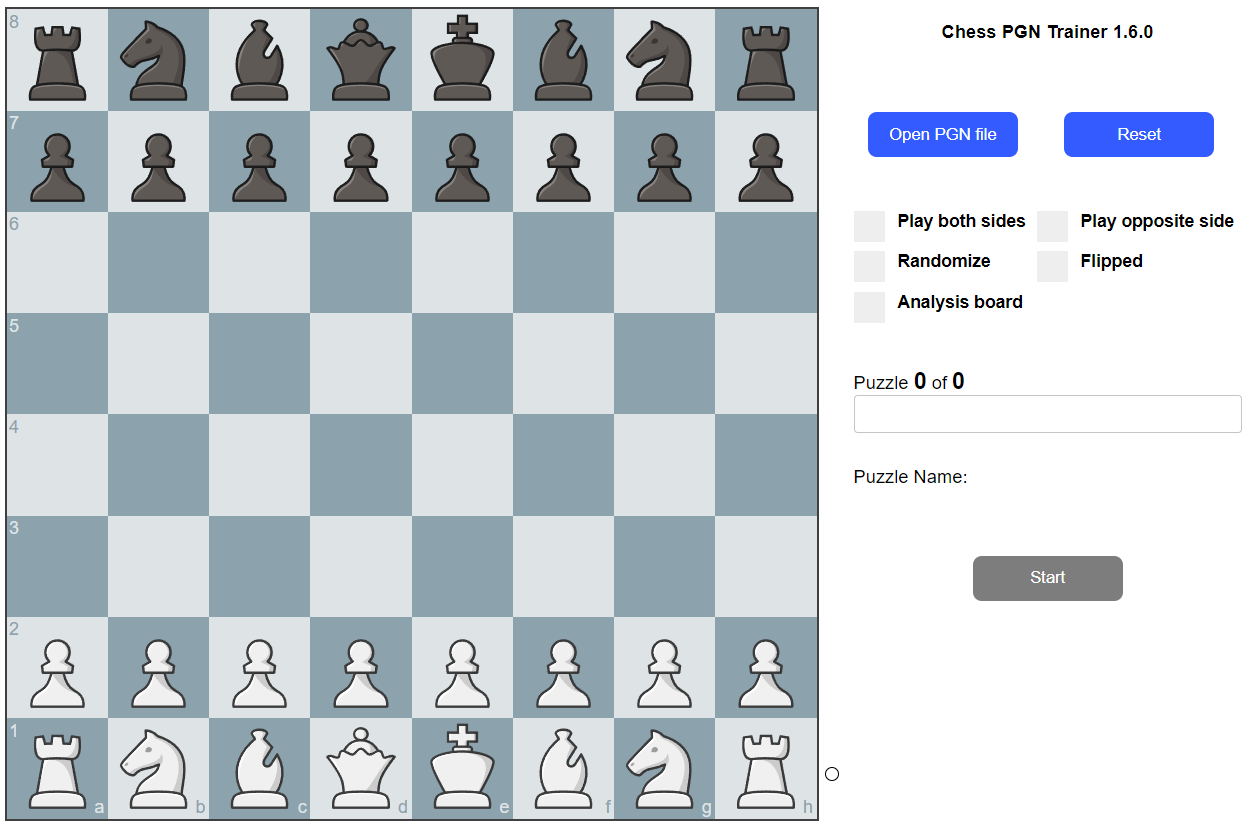 Chess PGN Trainer 1.6.0
Open PGN file
Reset
Play both sides
Play opposite side
Randomize
Flipped
Analysis board
Puzzle 0 of 0
Puzzle Name:
Start
8
7
6
5
4
3
2
1
a b c d e f g h